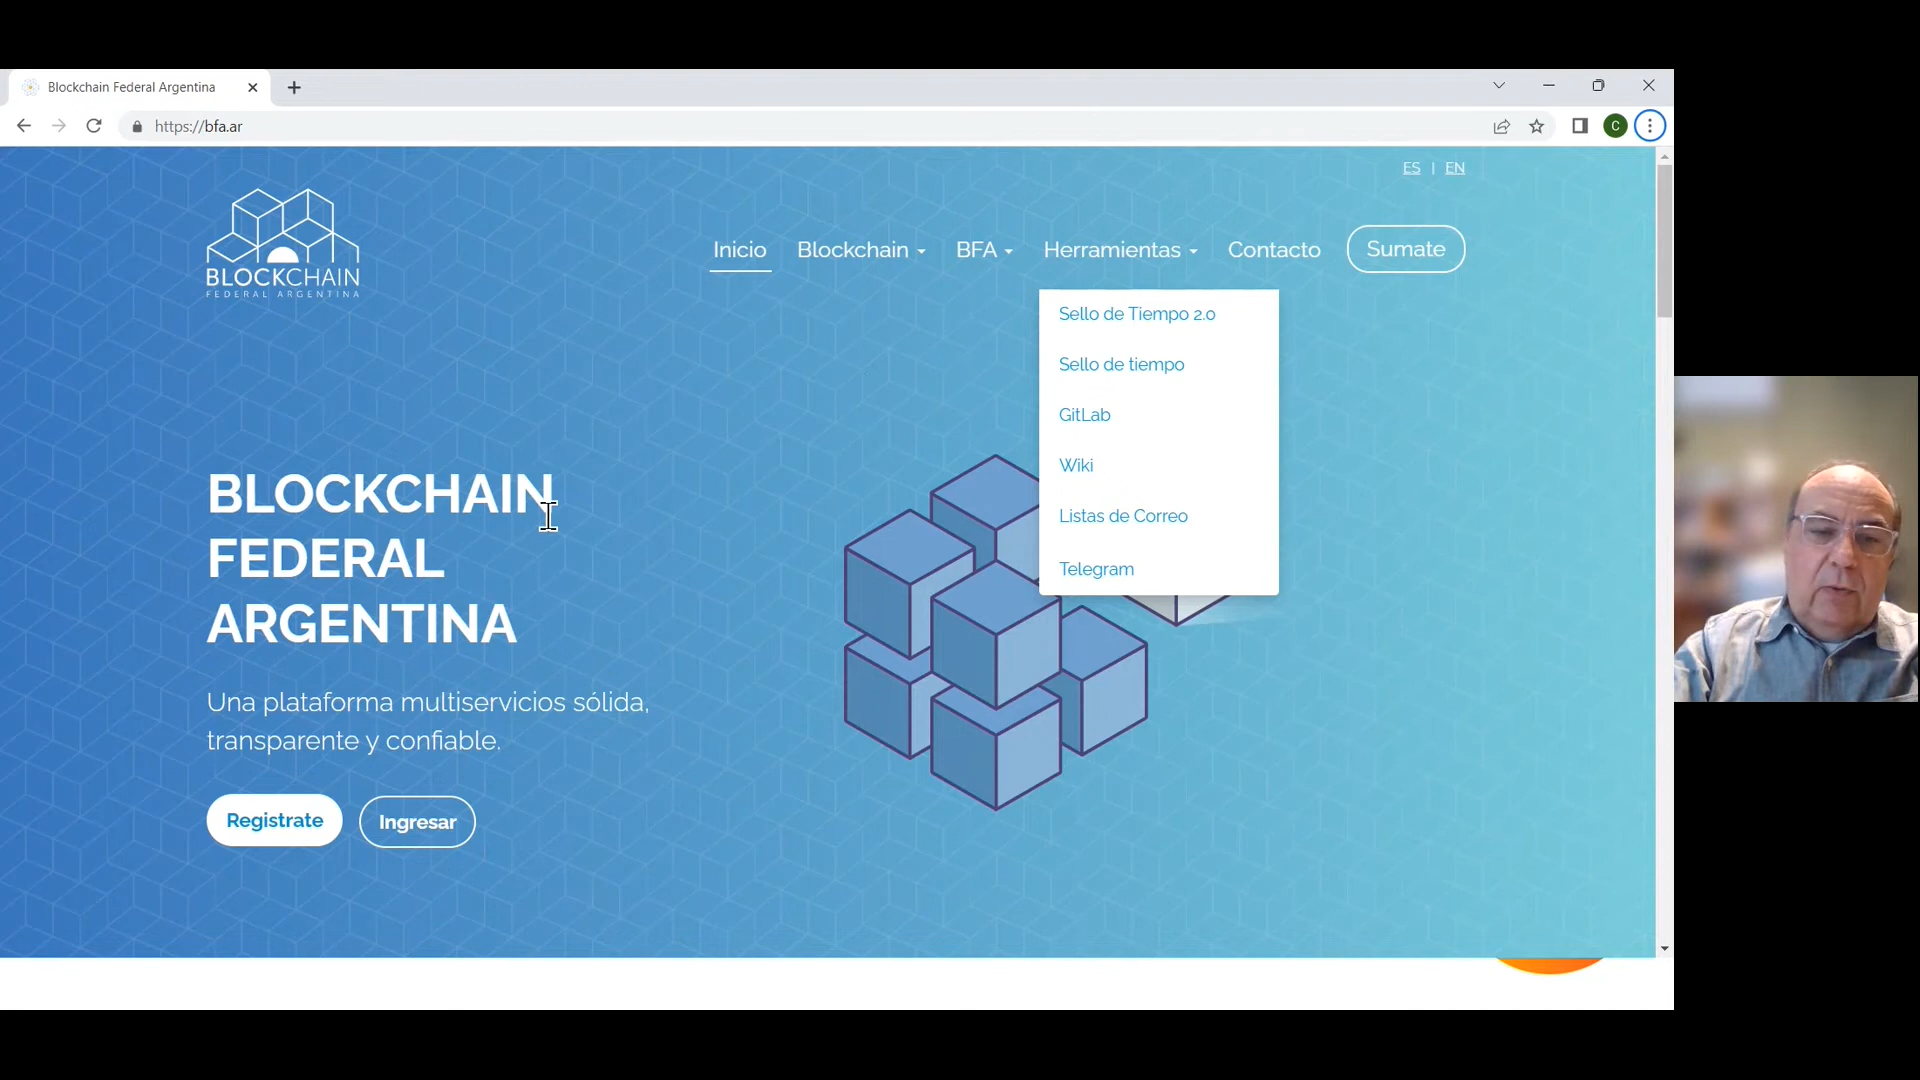 Blockchain Federal Argentina
https://bfa.ar
C
ES | EN
BLOCKCHAIN
FEDERAL ARGENTINA
Inicio
Blockchain
BFA
Herramientas
Contacto
Sumate
Sello de Tiempo 2.0
Sello de tiempo
GitLab
Wiki
Listas de Correo
Telegram
BLOCKCHAIN
FEDERAL
ARGENTINA
Una plataforma multiservicios sólida,
transparente y confiable.
Registrate
Ingresar